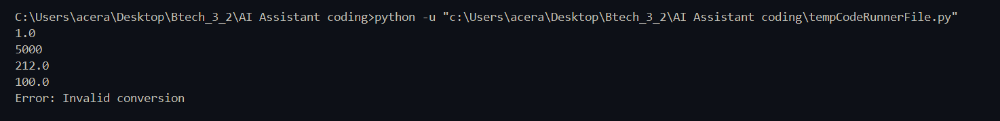 C:\Users\acera\Desktop\Btech_3_2\AI Assistant coding>python -u "c:\Users\acera\Desktop\Btech_3_2\AI Assistant coding\tempCodeRunnerFile.py"
1.0
5000
212.0
100.0
Error: Invalid conversion